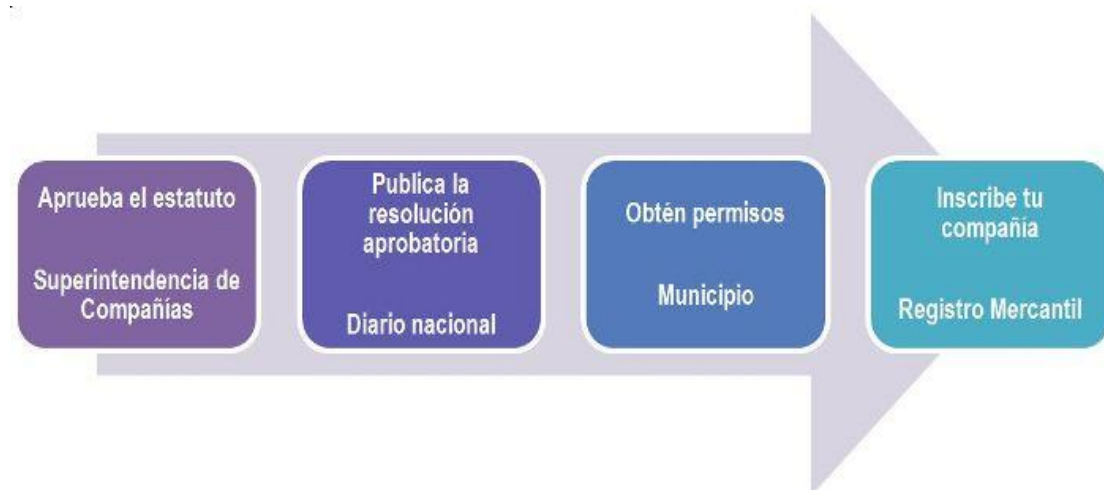 Aprueba el estatuto
Superintendencia de
Compañías
Publica la
resolución
aprobatoria
Diario nacional
Obtén permisos
Municipio
Inscribe tu
compañía
Registro Mercantil